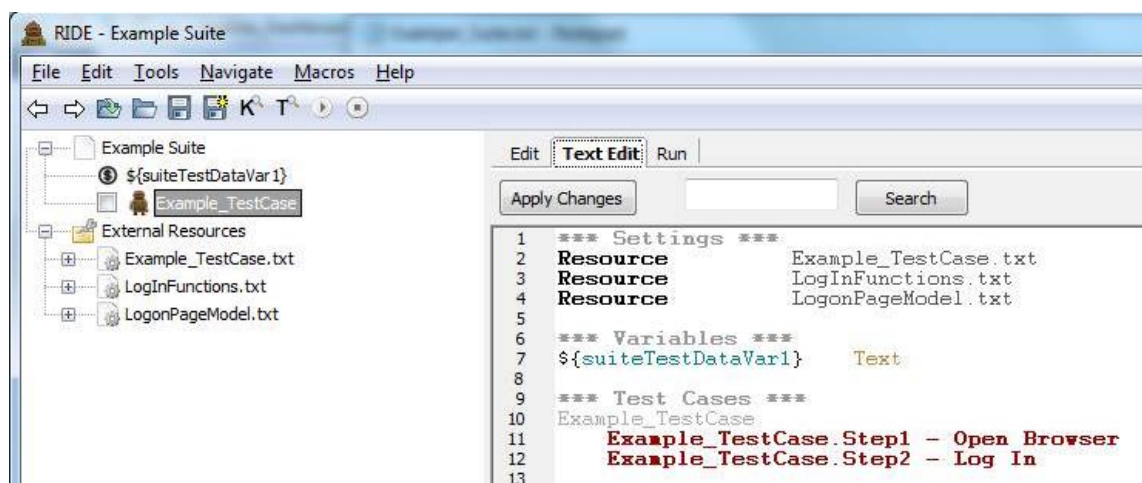 RIDE - Example Suite
File Edit Tools Navigate Macros Help
K T
Example Suite
${suiteTestDataVar1}
Example_TestCase
External Resources
Example_TestCase.txt
LogInFunctions.txt
LogonPageModel.txt
Edit Text Edit Run
Apply Changes Search
1 *** Settings ***
2 Resource Example_TestCase.txt
3 Resource LogInFunctions.txt
4 Resource LogonPageModel.txt
5
6 *** Variables ***
7 ${suiteTestDataVar1} Text
8
9 *** Test Cases ***
10 Example_TestCase
11 Example_TestCase.Step1 - Open Browser
12 Example_TestCase.Step2 - Log In
13